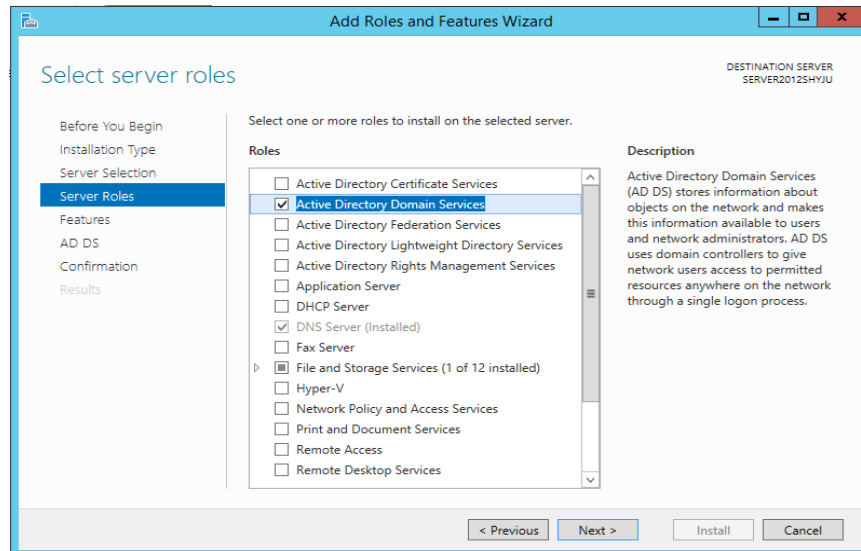 Add Roles and Features Wizard
Select server roles
DESTINATION SERVER
SERVER2012SHYJU
Before You Begin
Installation Type
Server Selection
Server Roles
Features
AD DS
Confirmation
Results
Select one or more roles to install on the selected server.
Roles
Active Directory Certificate Services
Active Directory Domain Services
Active Directory Federation Services
Active Directory Lightweight Directory Services
Active Directory Rights Management Services
Application Server
DHCP Server
DNS Server (Installed)
Fax Server
File and Storage Services (1 of 12 installed)
Hyper-V
Network Policy and Access Services
Print and Document Services
Remote Access
Remote Desktop Services
Description
Active Directory Domain Services
(AD DS) stores information about
objects on the network and makes
this information available to users
and network administrators. AD DS
uses domain controllers to give
network users access to permitted
resources anywhere on the network
through a single logon process.
< Previous
Next >
Install
Cancel